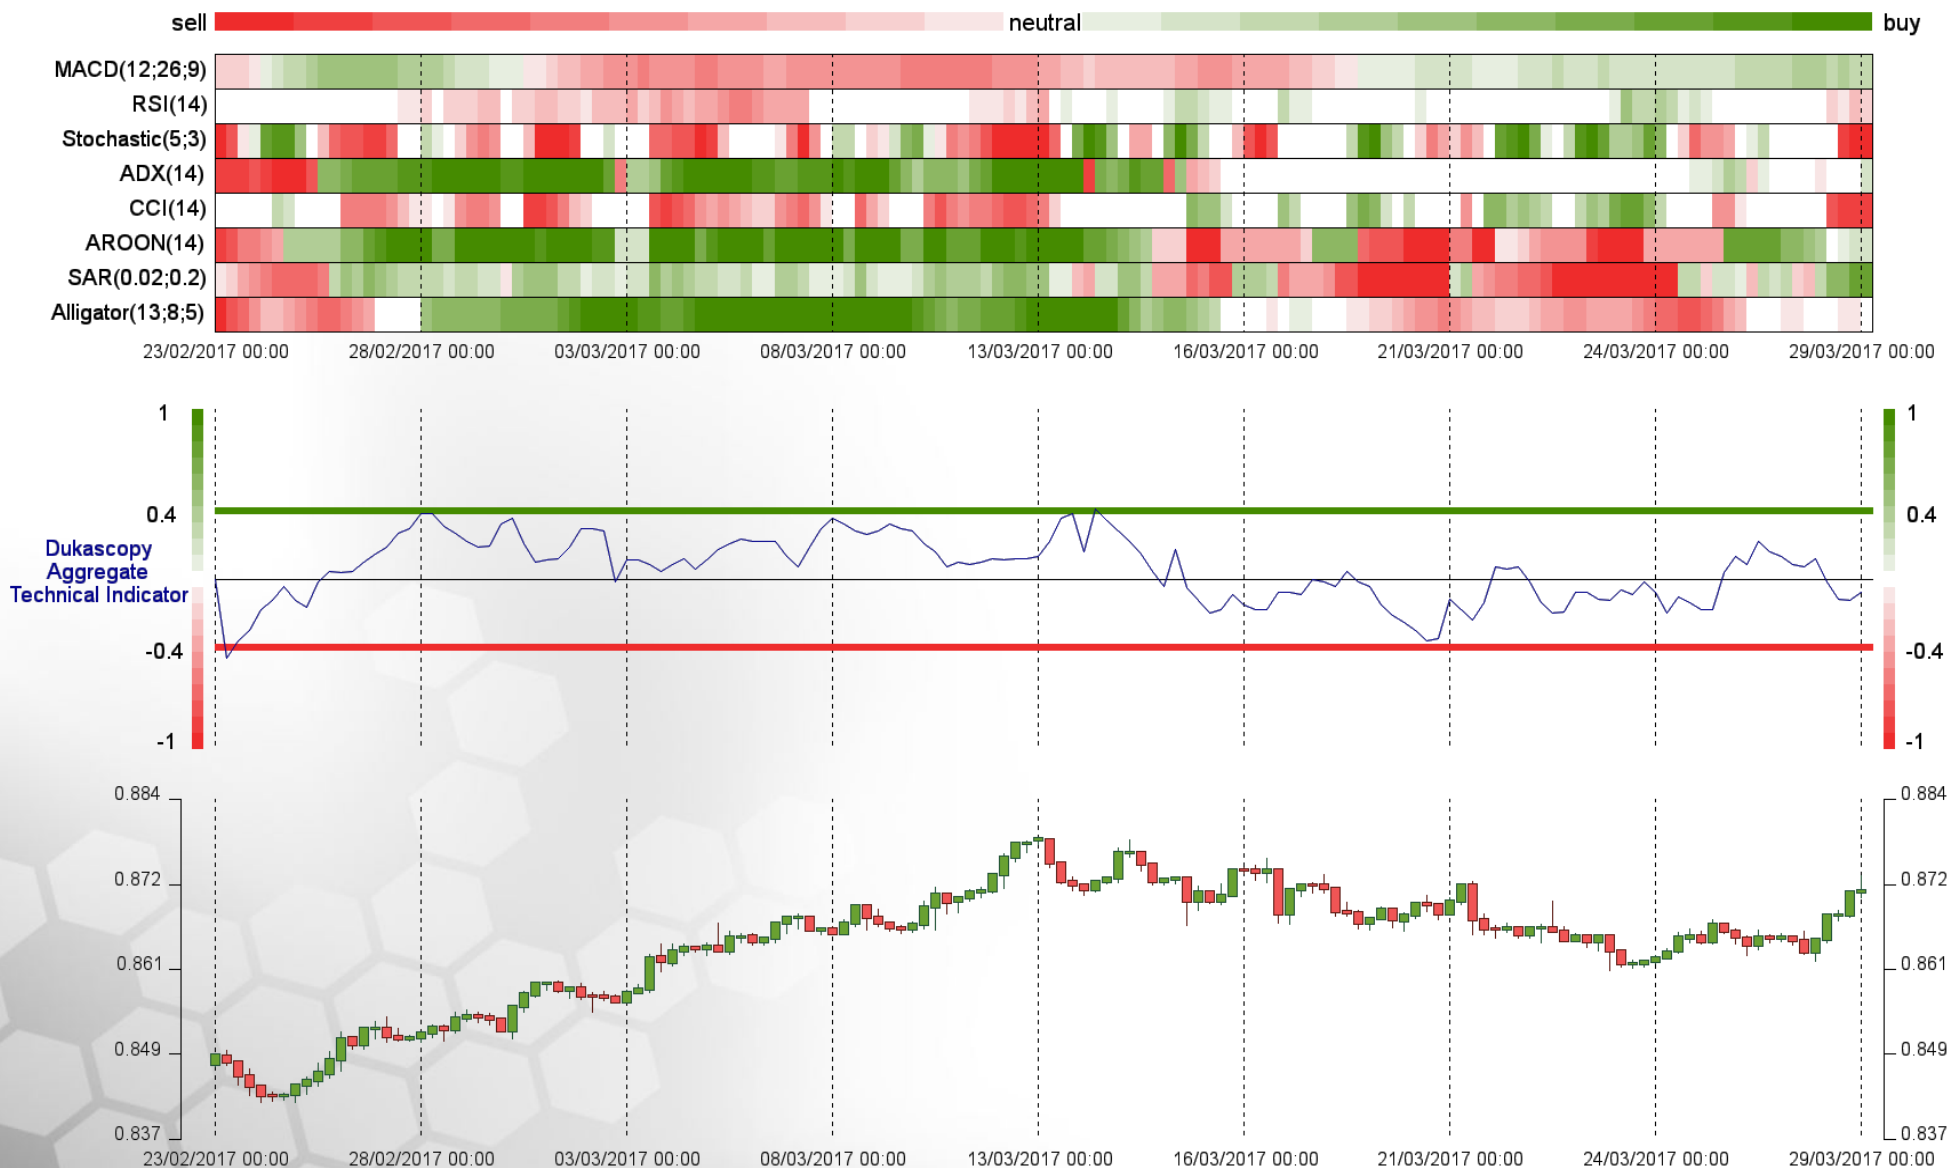 sell neutral buy
MACD(12;26;9)
RSI(14)
Stochastic(5;3)
ADX(14)
CCI(14)
AROON(14)
SAR(0.02;0.2)
Alligator(13;8;5)
23/02/2017 00:00 28/02/2017 00:00 03/03/2017 00:00 08/03/2017 00:00 13/03/2017 00:00 16/03/2017 00:00 21/03/2017 00:00 24/03/2017 00:00 29/03/2017 00:00
1 1
0.4 0.4
Dukascopy
Aggregate
Technical Indicator
-0.4 -0.4
-1 -1
0.884 0.884
0.872 0.872
0.861 0.861
0.849 0.849
0.837 0.837
23/02/2017 00:00 28/02/2017 00:00 03/03/2017 00:00 08/03/2017 00:00 13/03/2017 00:00 16/03/2017 00:00 21/03/2017 00:00 24/03/2017 00:00 29/03/2017 00:00